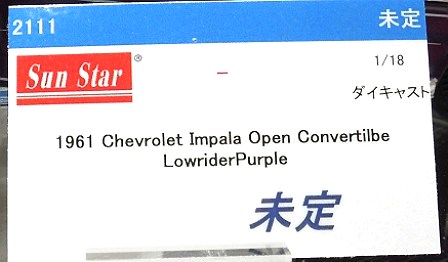 2111 未定
Sun Star ® − 1/18
ダイキャスト
1961 Chevrolet Impala Open Convertilbe
LowriderPurple
未定